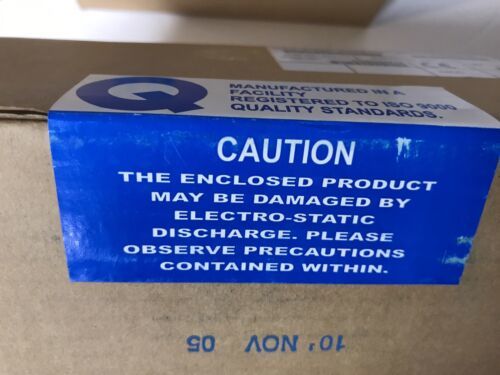 Q
MANUFACTURED IN A
FACILITY
REGISTERED TO ISO 9000
QUALITY STANDARDS.
CAUTION
THE ENCLOSED PRODUCT
MAY BE DAMAGED BY
ELECTRO-STATIC
DISCHARGE. PLEASE
OBSERVE PRECAUTIONS
CONTAINED WITHIN.
10' NOV 05